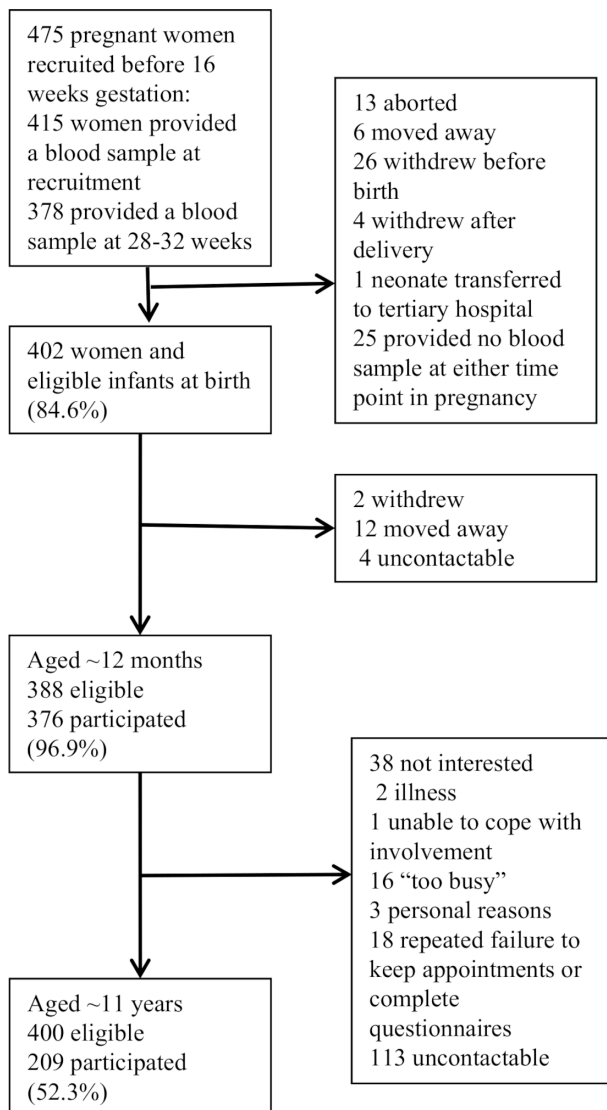 475 pregnant women
recruited before 16
weeks gestation:
415 women provided
a blood sample at
recruitment
378 provided a blood
sample at 28-32 weeks
13 aborted
6 moved away
26 withdrew before
birth
4 withdrew after
delivery
1 neonate transferred
to tertiary hospital
25 provided no blood
sample at either time
point in pregnancy
402 women and
eligible infants at birth
(84.6%)
2 withdrew
12 moved away
4 uncontactable
Aged ~12 months
388 eligible
376 participated
(96.9%)
38 not interested
2 illness
1 unable to cope with
involvement
16 “too busy”
3 personal reasons
18 repeated failure to
keep appointments or
complete
questionnaires
113 uncontactable
Aged ~11 years
400 eligible
209 participated
(52.3%)